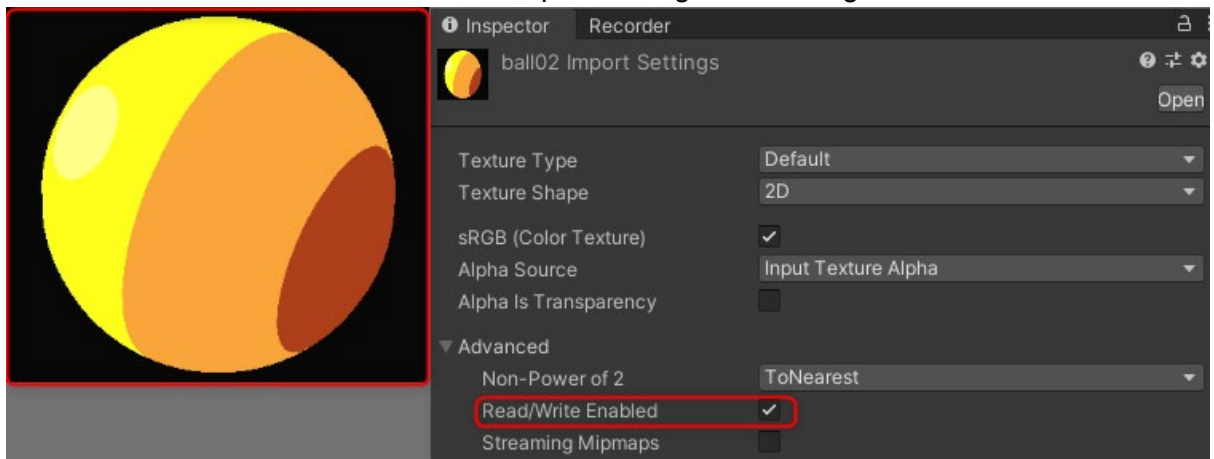 Inspector Recorder
ball02 Import Settings
Open
Texture Type Default
Texture Shape 2D
sRGB (Color Texture)
Alpha Source Input Texture Alpha
Alpha Is Transparency
Advanced
Non-Power of 2 ToNearest
Read/Write Enabled
Streaming Mipmaps